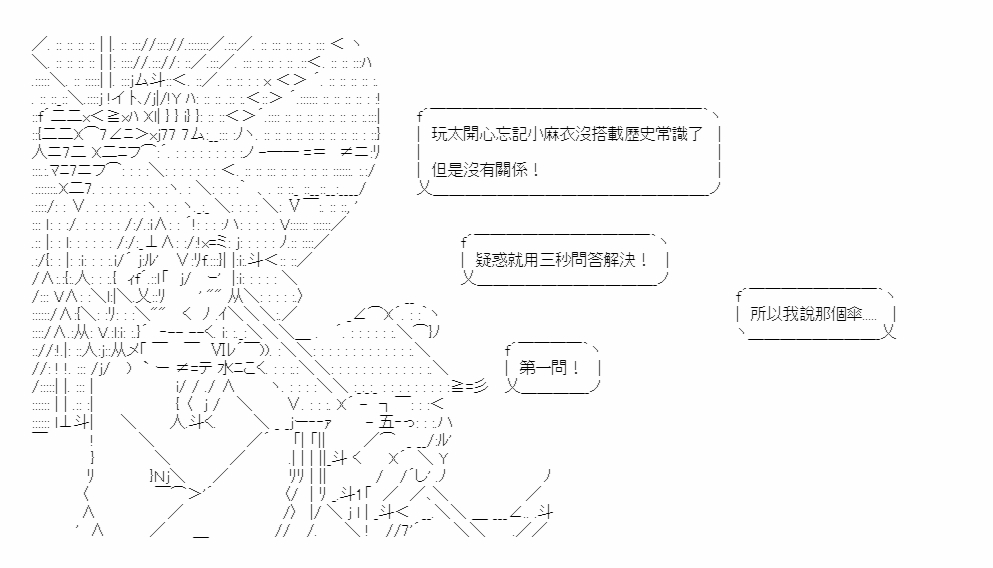 玩太開心忘記小麻衣沒搭載歷史常識了
但是沒有關係！
疑惑就用三秒問答解決！
所以我說那個傘.....
第一問！